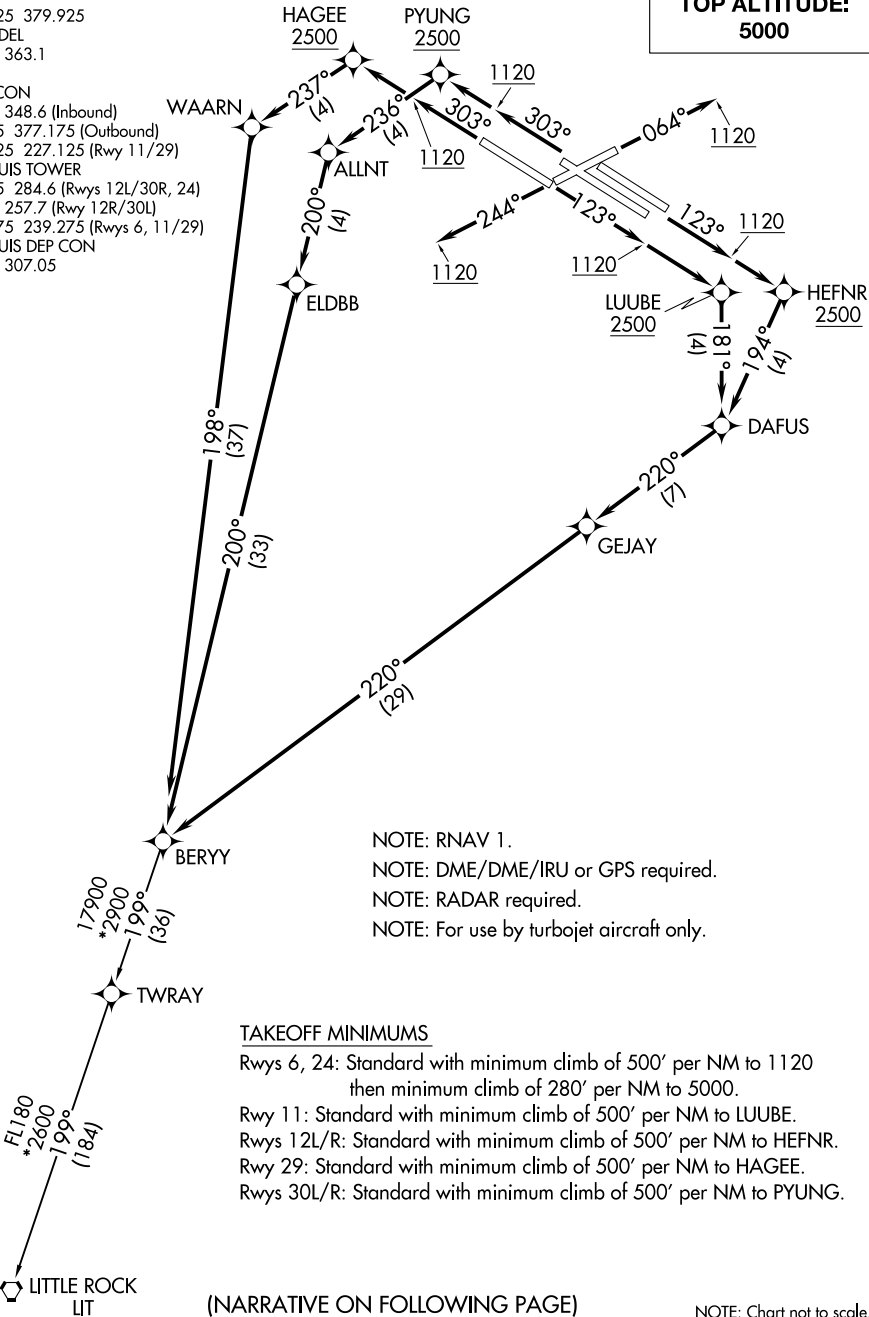 25 379.925
DEL
363.1
CON
348.6 (Inbound)
5 377.175 (Outbound)
25 227.125 (Rwy 11/29)
UIS TOWER
5 284.6 (Rwys 12L/30R, 24)
257.7 (Rwy 12R/30L)
75 239.275 (Rwys 6, 11/29)
UIS DEP CON
307.05
TOP ALTITUDE:
5000
HAGEE
2500
PYUNG
2500
1120
WAARN
237°
(4)
236°
(4)
303°
303°
064°
1120
1120
ALLNT
200°
(4)
244°
1120
123°
1120
123°
1120
ELDBB
LUUBE
2500
HEFNR
2500
181°
(4)
194°
(4)
DAFUS
198°
(37)
220°
(7)
200°
(33)
GEJAY
220°
(29)
BERYY
17900
*2900
199°
(36)
TWRAY
FL180
*2600
199°
(184)
LITTLE ROCK
LIT
NOTE: RNAV 1.
NOTE: DME/DME/IRU or GPS required.
NOTE: RADAR required.
NOTE: For use by turbojet aircraft only.
TAKEOFF MINIMUMS
Rwys 6, 24: Standard with minimum climb of 500' per NM to 1120
then minimum climb of 280' per NM to 5000.
Rwy 11: Standard with minimum climb of 500' per NM to LUUBE.
Rwys 12L/R: Standard with minimum climb of 500' per NM to HEFNR.
Rwy 29: Standard with minimum climb of 500' per NM to HAGEE.
Rwys 30L/R: Standard with minimum climb of 500' per NM to PYUNG.
(NARRATIVE ON FOLLOWING PAGE)
NOTE: Chart not to scale.